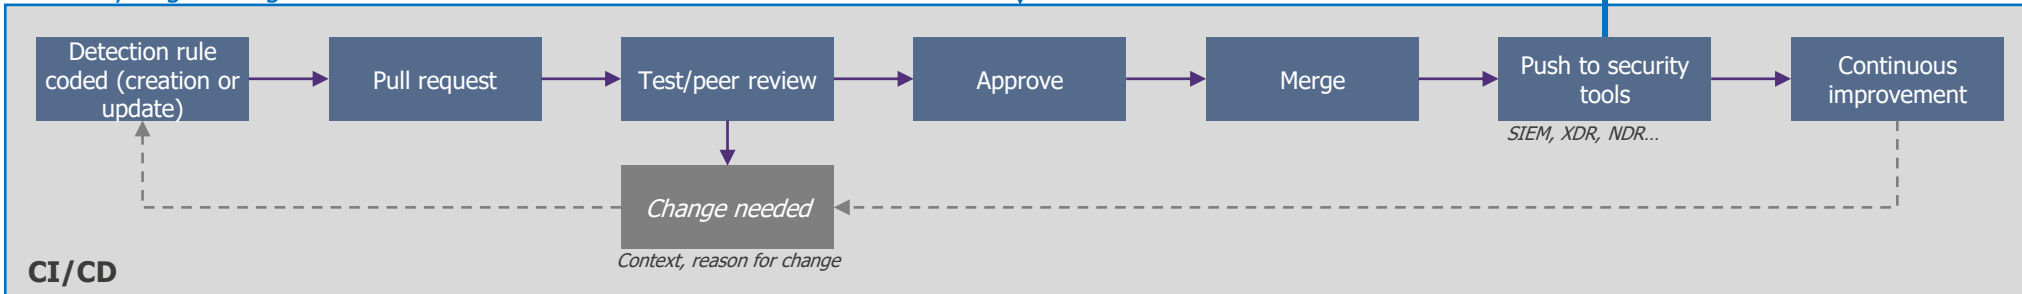 Detection rule
coded (creation or
update)
Pull request
Test/peer review
Approve
Merge
Push to security
tools
Continuous
improvement
SIEM, XDR, NDR...
Change needed
Context, reason for change
CI/CD